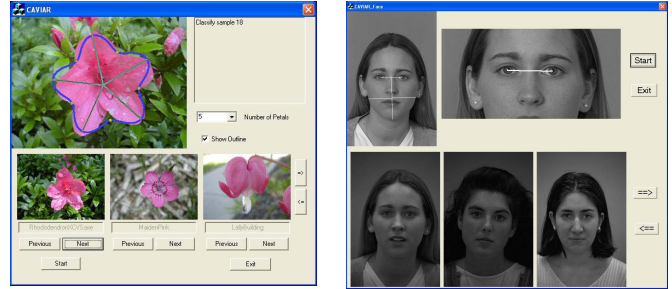 CAVIAR
Classify sample 18
5
Number of Petals
Show Outline
=>
<=
MaidenPink
Previous
Next
Previous
Next
Previous
Next
Start
Exit
CAVIAR_Face
Start
Exit
==>
<==